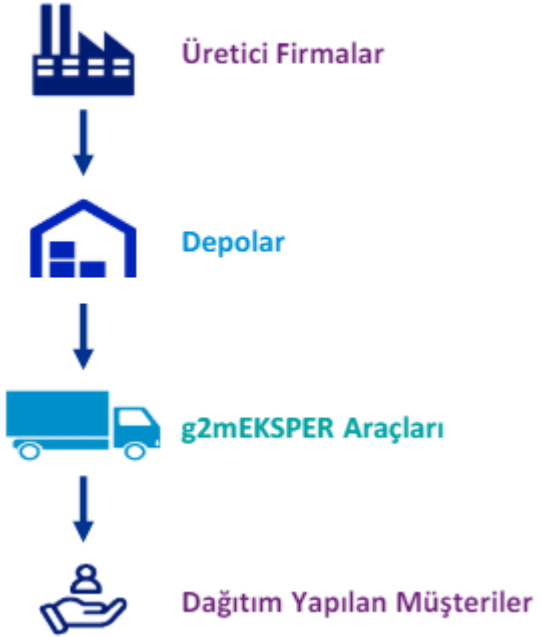 Üretici Firmalar
Depolar
g2mEKSPER Araçları
Dağıtım Yapılan Müşteriler